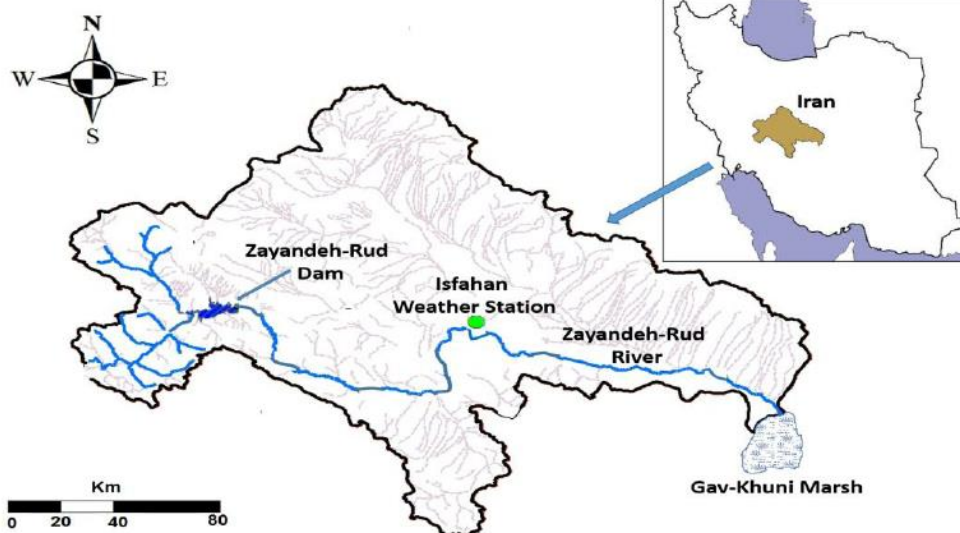 N
W E
S
Iran
Zayandeh-Rud
Dam
Isfahan
Weather Station
Zayandeh-Rud
River
Gav-Khuni Marsh
Km
0 20 40 80